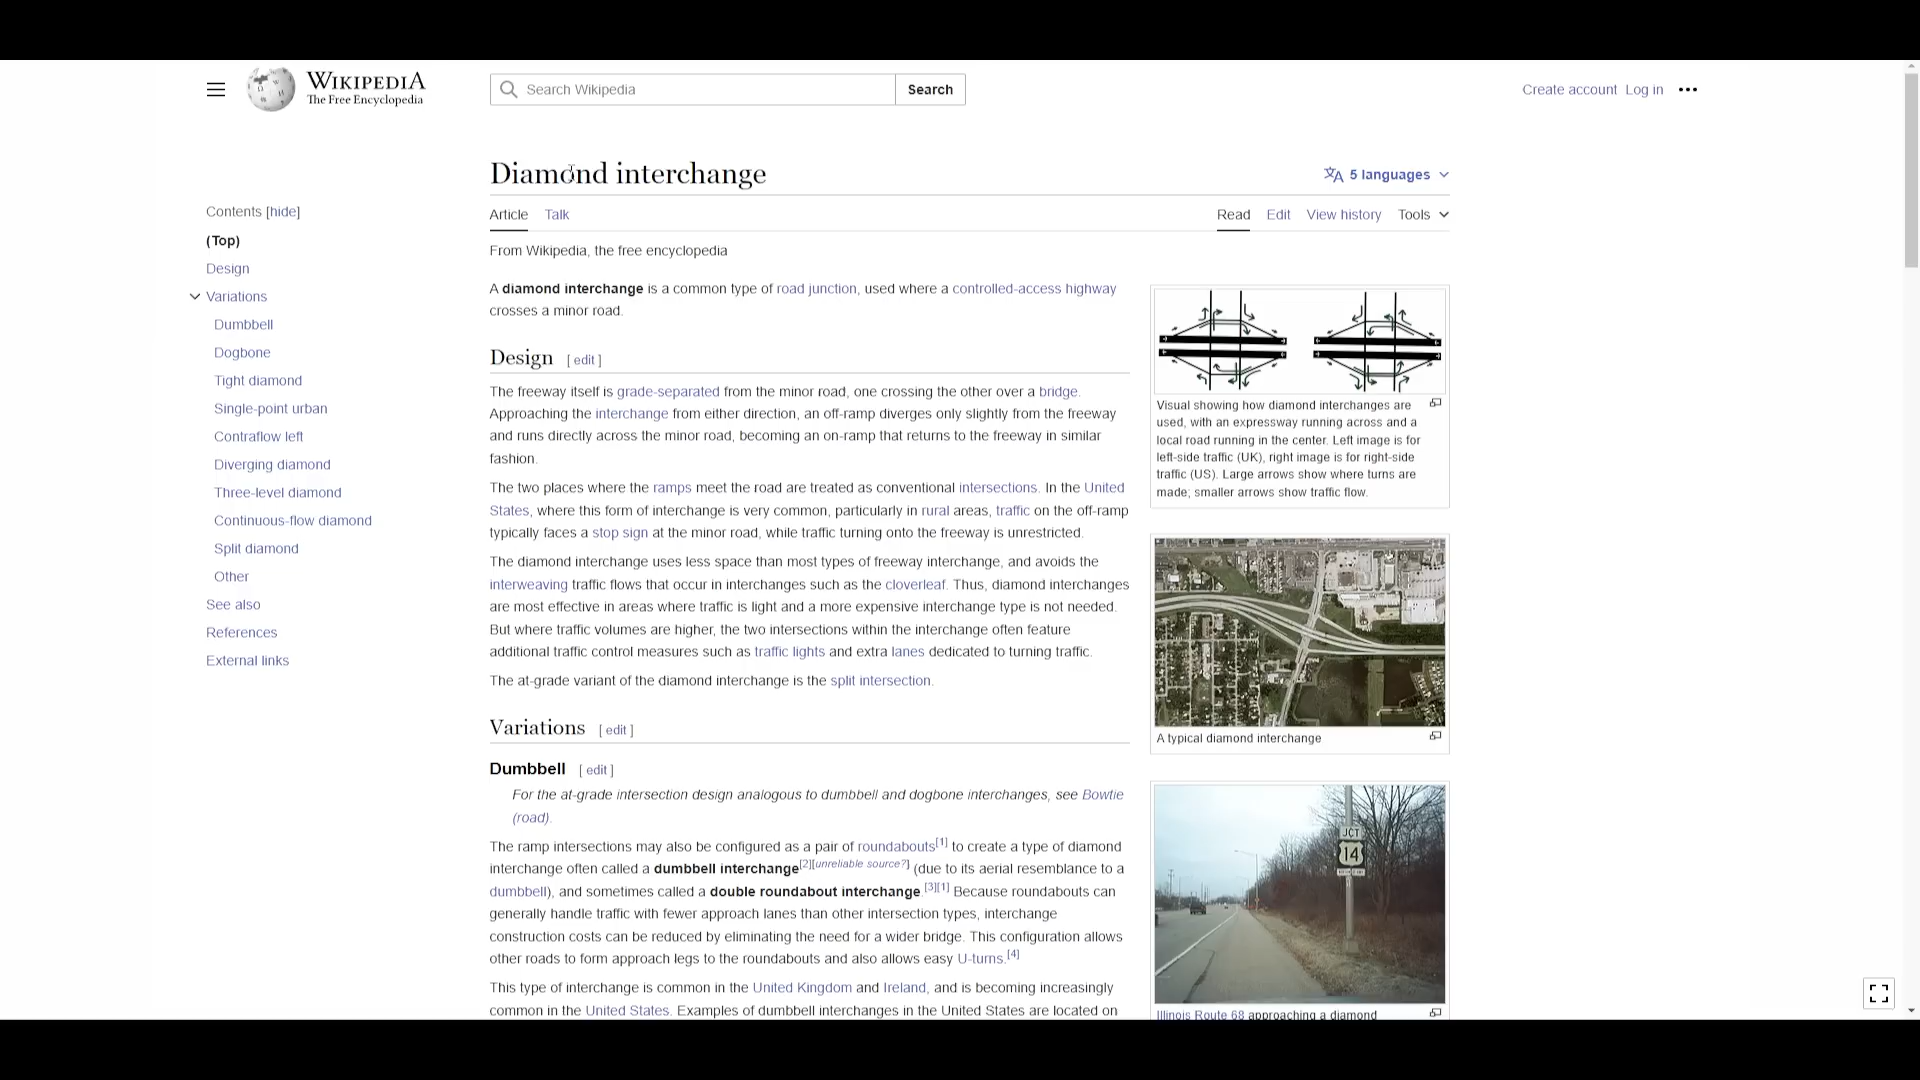 WIKIPEDIA
The Free Encyclopedia
Search Wikipedia
Search
Create account Log in
Diamond interchange
5 languages
Article Talk
Read Edit View history Tools
From Wikipedia, the free encyclopedia
Contents [hide]
(Top)
Design
Variations
Dumbbell
Dogbone
Tight diamond
Single-point urban
Contraflow left
Diverging diamond
Three-level diamond
Continuous-flow diamond
Split diamond
Other
See also
References
External links
A diamond interchange is a common type of road junction, used where a controlled-access highway
crosses a minor road.
Design [ edit ]
The freeway itself is grade-separated from the minor road, one crossing the other over a bridge.
Approaching the interchange from either direction, an off-ramp diverges only slightly from the freeway
and runs directly across the minor road, becoming an on-ramp that returns to the freeway in similar
fashion.
The two places where the ramps meet the road are treated as conventional intersections. In the United
States, where this form of interchange is very common, particularly in rural areas, traffic on the off-ramp
typically faces a stop sign at the minor road, while traffic turning onto the freeway is unrestricted.
The diamond interchange uses less space than most types of freeway interchange, and avoids the
interweaving traffic flows that occur in interchanges such as the cloverleaf. Thus, diamond interchanges
are most effective in areas where traffic is light and a more expensive interchange type is not needed.
But where traffic volumes are higher, the two intersections within the interchange often feature
additional traffic control measures such as traffic lights and extra lanes dedicated to turning traffic.
The at-grade variant of the diamond interchange is the split intersection.
Variations [ edit ]
Dumbbell [ edit ]
For the at-grade intersection design analogous to dumbbell and dogbone interchanges, see Bowtie
(road).
The ramp intersections may also be configured as a pair of roundabouts[1] to create a type of diamond
interchange often called a dumbbell interchange[2][unreliable source?] (due to its aerial resemblance to a
dumbbell), and sometimes called a double roundabout interchange.[3][1] Because roundabouts can
generally handle traffic with fewer approach lanes than other intersection types, interchange
construction costs can be reduced by eliminating the need for a wider bridge. This configuration allows
other roads to form approach legs to the roundabouts and also allows easy U-turns.[4]
This type of interchange is common in the United Kingdom and Ireland, and is becoming increasingly
common in the United States. Examples of dumbbell interchanges in the United States are located on
Visual showing how diamond interchanges are
used, with an expressway running across and a
local road running in the center. Left image is for
left-side traffic (UK), right image is for right-side
traffic (US). Large arrows show where turns are
made; smaller arrows show traffic flow.
A typical diamond interchange
JCT
14
Illinois Route 68 approaching a diamond